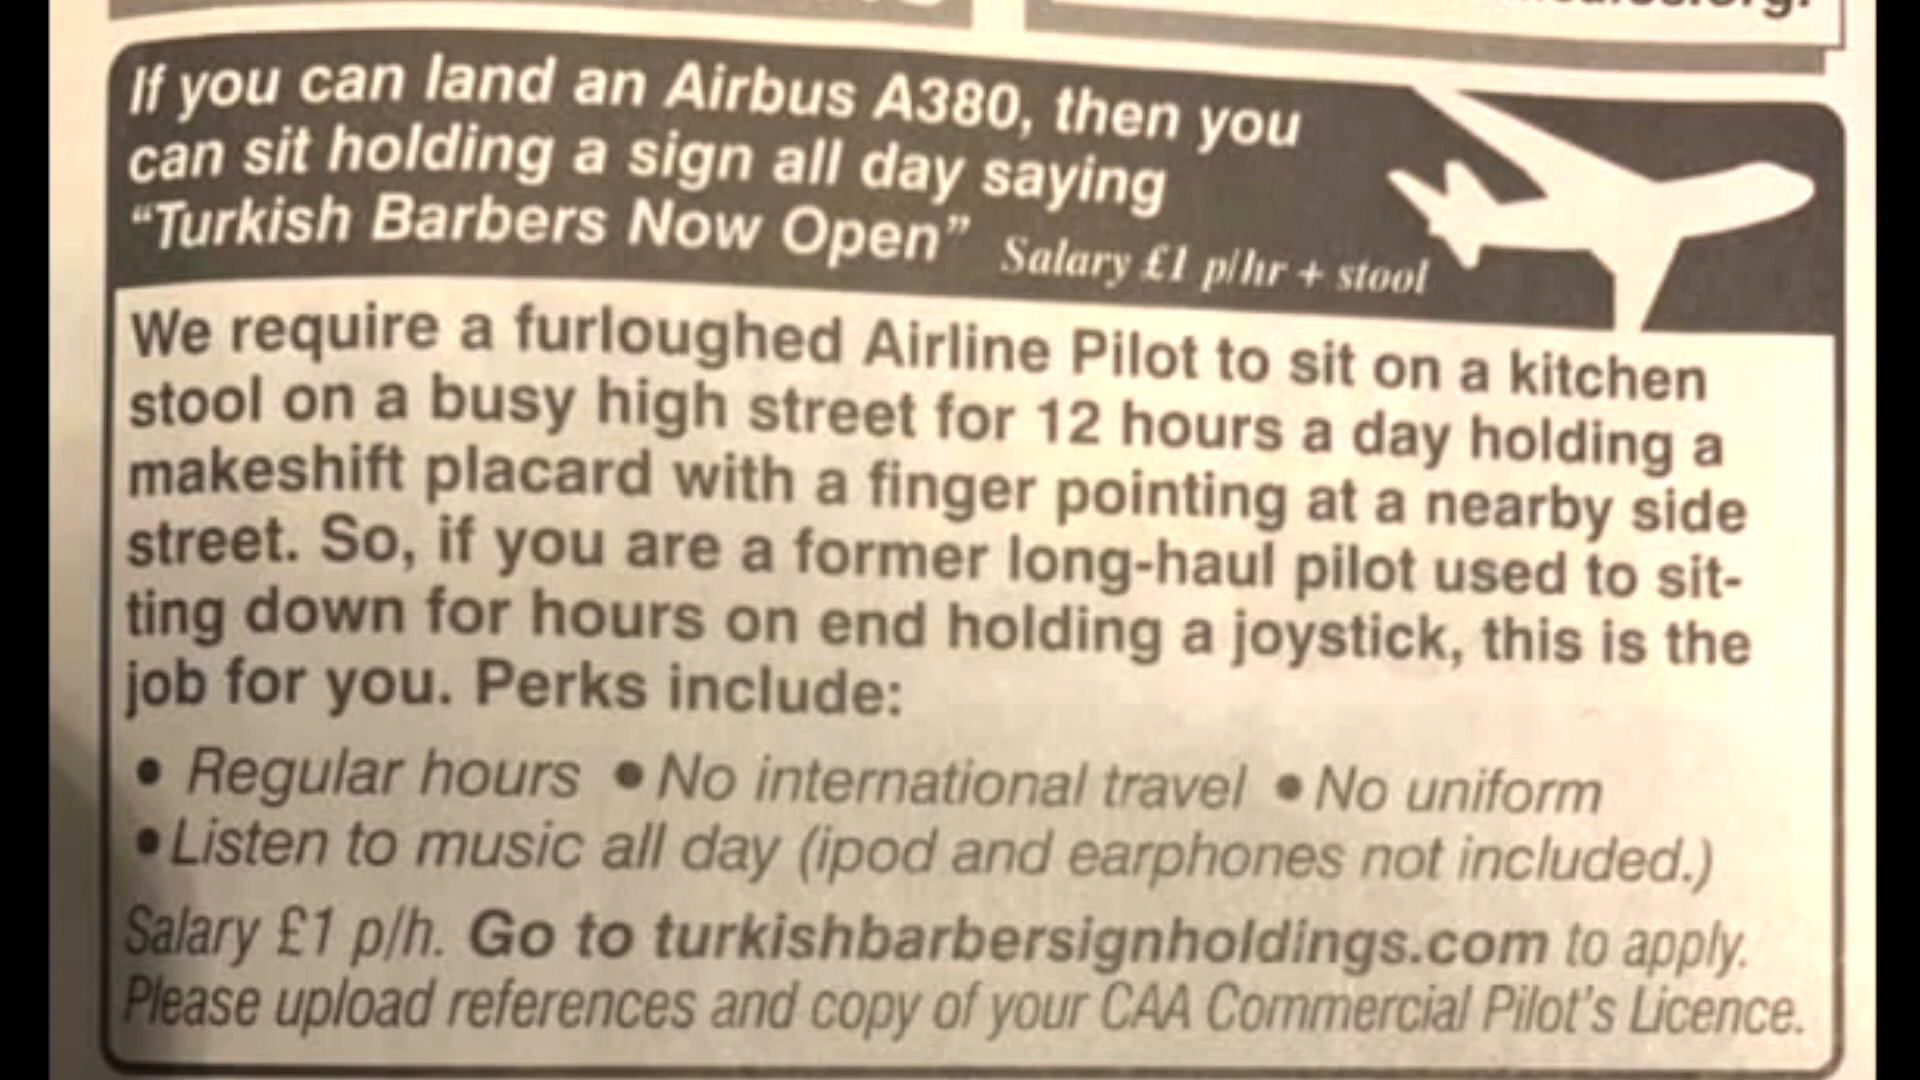 If you can land an Airbus A380, then you
can sit holding a sign all day saying
“Turkish Barbers Now Open” Salary £1 p/hr + stool
We require a furloughed Airline Pilot to sit on a kitchen
stool on a busy high street for 12 hours a day holding a
makeshift placard with a finger pointing at a nearby side
street. So, if you are a former long-haul pilot used to sit-
ting down for hours on end holding a joystick, this is the
job for you. Perks include:
• Regular hours • No international travel • No uniform
• Listen to music all day (ipod and earphones not included.)
Salary £1 p/h. Go to turkishbarbersignholdings.com to apply.
Please upload references and copy of your CAA Commercial Pilot's Licence.